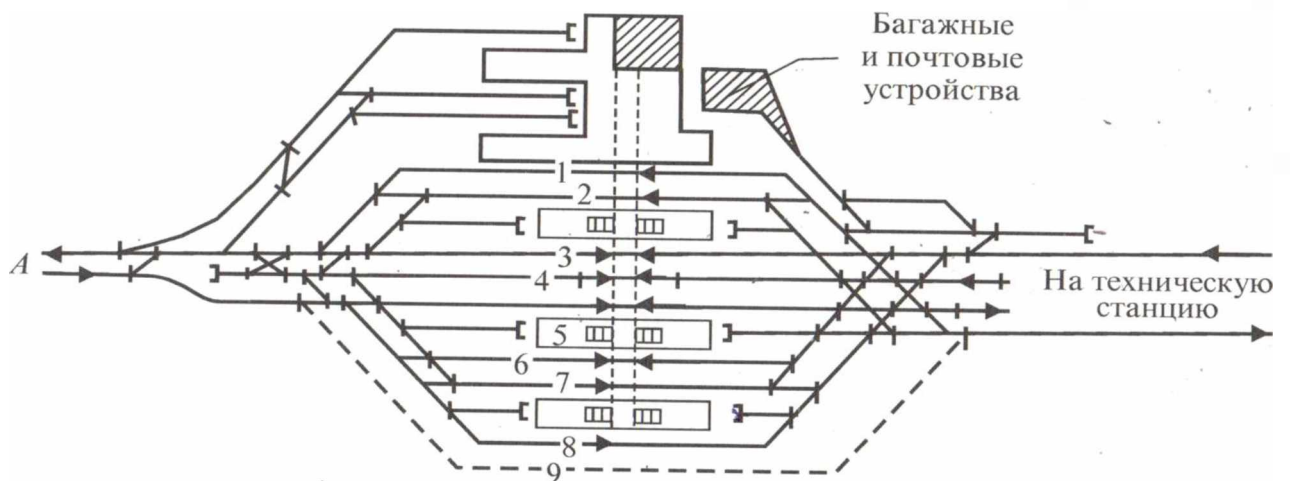 Багажные
и почтовые
устройства
1
2
А
3
4
На техническую
станцию
5
6
7
8
9